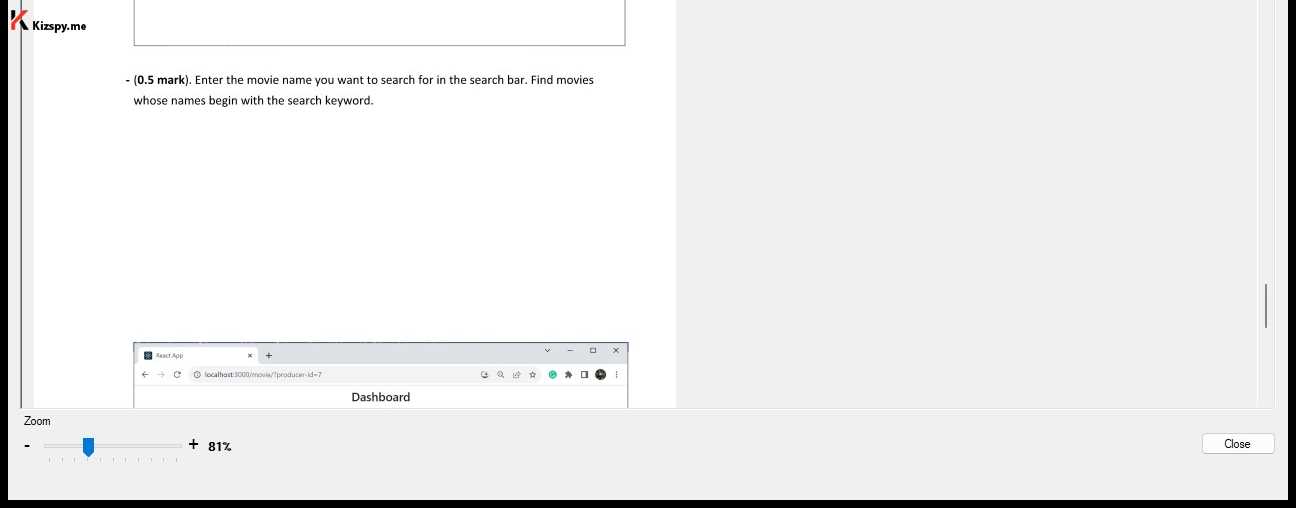 Kizspy.me
- (0.5 mark). Enter the movie name you want to search for in the search bar. Find movies
whose names begin with the search keyword.
React App
localhost:3000/movie/?producer-id=7
Dashboard
Zoom
- + 81%
Close